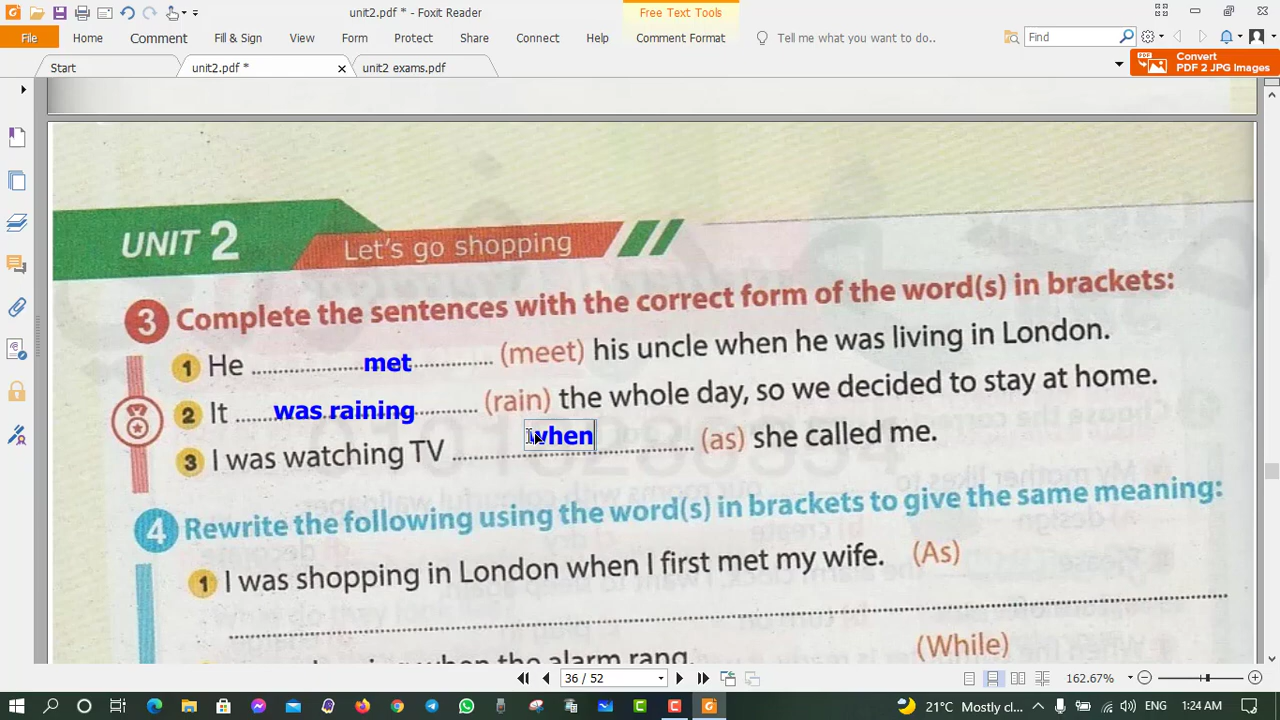 unit2.pdf * - Foxit Reader
Free Text Tools
File
Home
Comment
Fill & Sign
View
Form
Protect
Share
Connect
Help
Comment Format
Tell me what you want to do..
Find
Start
unit2.pdf *
unit2 exams.pdf
Convert
PDF 2 JPG Images
UNIT 2
Let's go shopping
3 Complete the sentences with the correct form of the word(s) in brackets:
1 He .................... met .............. (meet) his uncle when he was living in London.
2 It ....... was raining ........... (rain) the whole day, so we decided to stay at home.
3 I was watching TV ........ when ................ (as) she called me.
4 Rewrite the following using the word(s) in brackets to give the same meaning:
1 I was shopping in London when I first met my wife. (As)
when the alarm rang.
(While)
36 / 52
162.67%
21°C Mostly cl...
ENG
1:24 AM